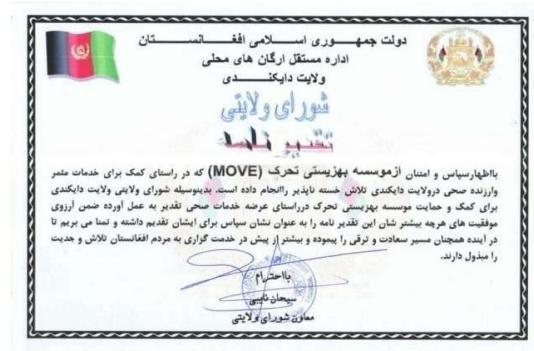 دولت جمهوری اسلامی افغانستان
اداره مستقل ارگان های محلی
ولایت دایکندی
شورای ولایتی
تقدیر نامه
بااظهارسپاس و امتنان ازموسسه بهزیستی تحرک (MOVE) که در راستای کمک برای خدمات مثمر
وارزنده صحی درولایت دایکندی تلاش خسته ناپذیر راانجام داده است. بدینوسیله شورای ولایتی ولایت دایکندی
برای کمک و حمایت موسسه بهزیستی تحرک درراستای عرضه خدمات صحی تقدیر به عمل آورده ضمن آرزوی
موفقیت های هرچه بیشتر شان این تقدیر نامه را به عنوان نشان سپاس برای ایشان تقدیم داشته و تمنا می بریم تا
در آینده همچنان مسیر سعادت و ترقی را پیموده و بیشتر از پیش در خدمت گزاری به مردم افغانستان تلاش و جدیت
را مبذول دارند.
بااحترام
سبحان نایبی
معاون شورای ولایتی